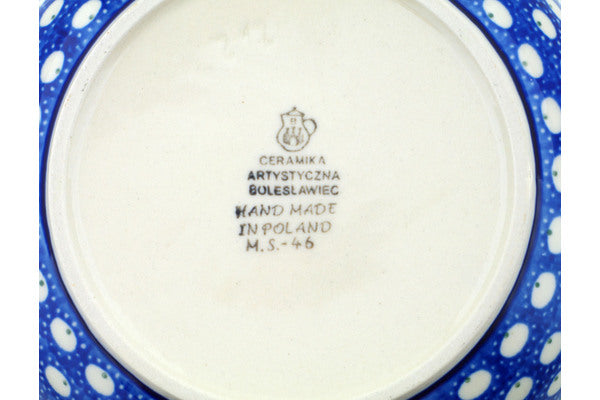 CERAMIKA
ARTYSTYCZNA
BOLESŁAWIEC
HAND MADE
IN POLAND
M.S.-46